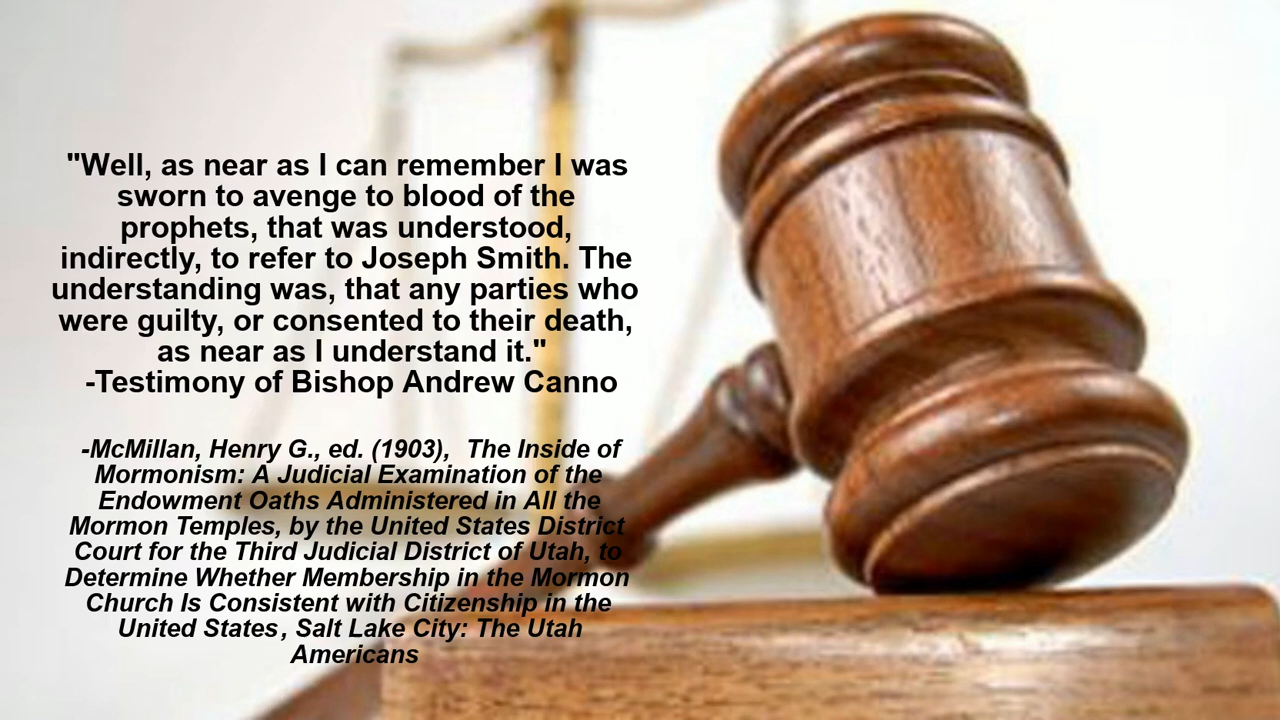 "Well, as near as I can remember I was
sworn to avenge to blood of the
prophets, that was understood,
indirectly, to refer to Joseph Smith. The
understanding was, that any parties who
were guilty, or consented to their death,
as near as I understand it."
-Testimony of Bishop Andrew Canno
-McMillan, Henry G., ed. (1903), The Inside of
Mormonism: A Judicial Examination of the
Endowment Oaths Administered in All the
Mormon Temples, by the United States District
Court for the Third Judicial District of Utah, to
Determine Whether Membership in the Mormon
Church Is Consistent with Citizenship in the
United States, Salt Lake City: The Utah
Americans